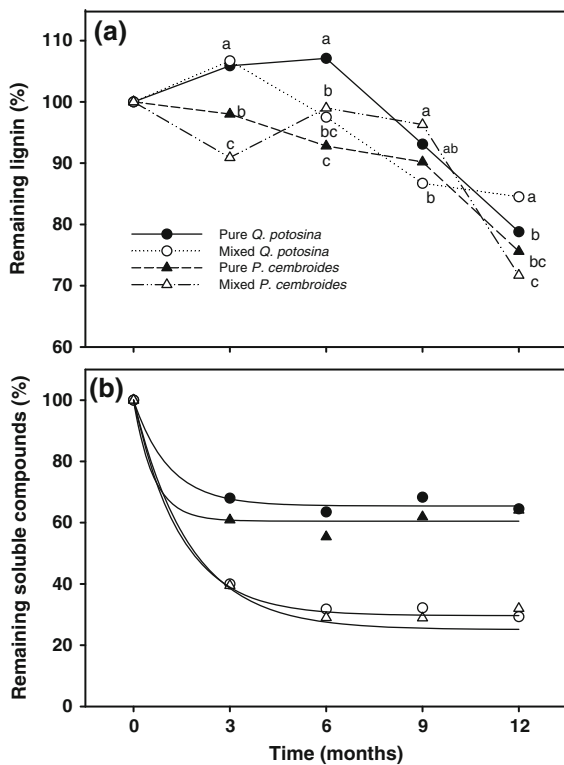 (a)
Remaining lignin (%)
110
100
90
80
70
60
a
a
b
c
b
bc
c
a
ab
b
a
b
bc
c
Pure Q. potosina
Mixed Q. potosina
Pure P. cembroides
Mixed P. cembroides
(b)
Remaining soluble compounds (%)
100
80
60
40
20
0
0 3 6 9 12
Time (months)